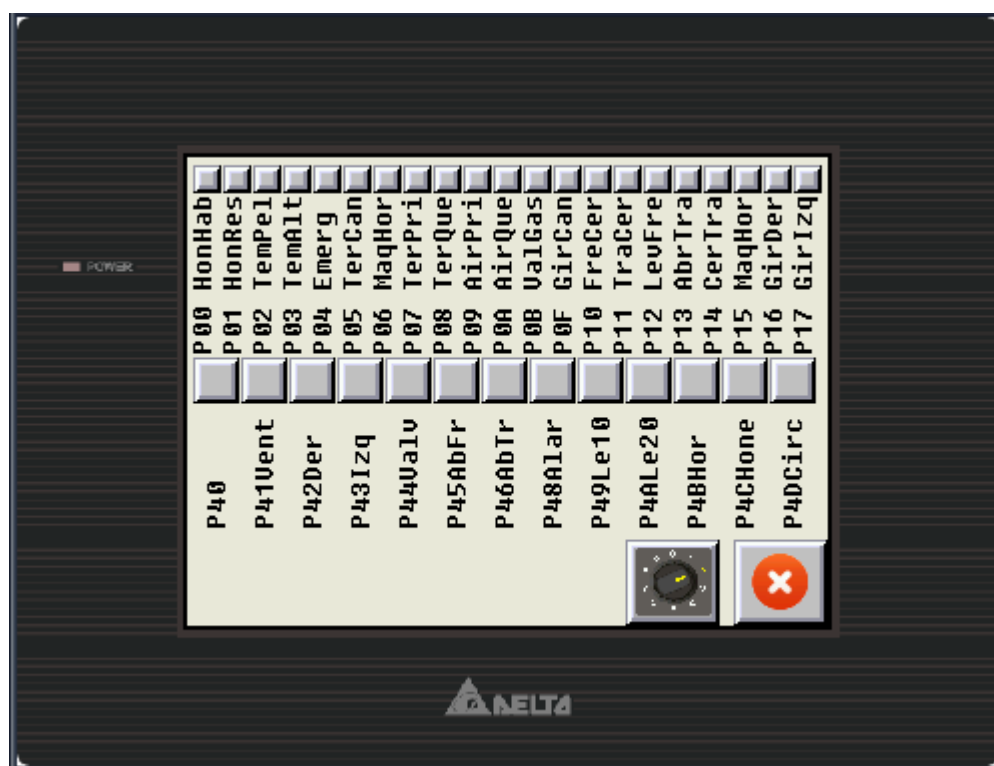 P00 HonHab
P01 HonRes
P02 TemPel
P03 TemAlt
P04 Emerg
P05 TerCan
P06 MaqHor
P07 TerPri
P08 TerQue
P09 AirPri
P0A AirQue
P0B ValGas
P0F GirCan
P10 FreCer
P11 TraCer
P12 LevFre
P13 AbrTra
P14 CerTra
P15 MaqHor
P16 GirDer
P17 GirIzq
POWER
P40
P41Vent
P42Der
P43Izq
P44Valv
P45AbFr
P46AbTr
P48Alar
P49Le10
P4ALe20
P4BHor
P4CHone
P4DCirc
DELTA